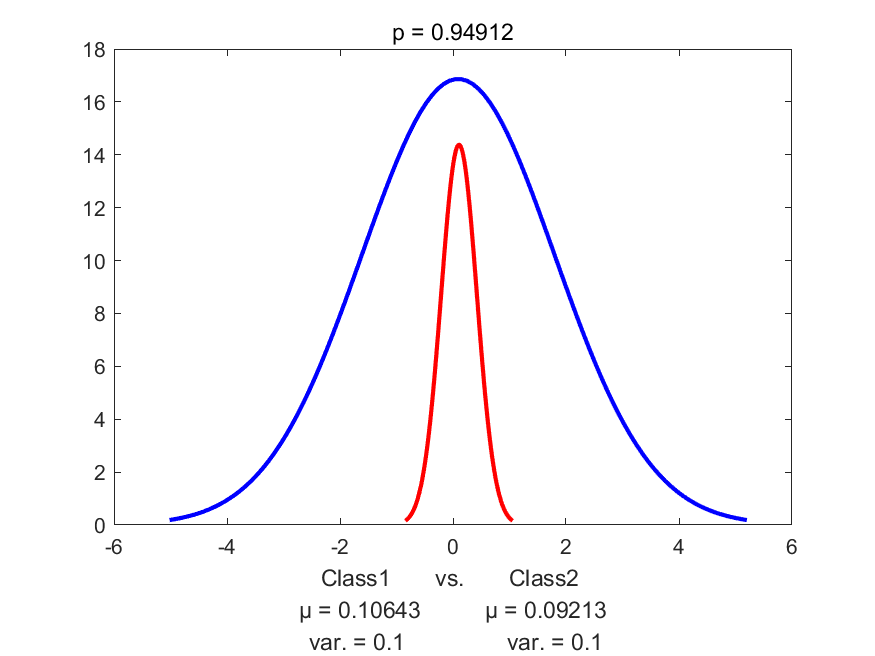 p = 0.94912
18
16
14
12
10
8
6
4
2
0
-6 -4 -2 0 2 4 6
Class1 vs. Class2
μ = 0.10643 μ = 0.09213
var. = 0.1 var. = 0.1